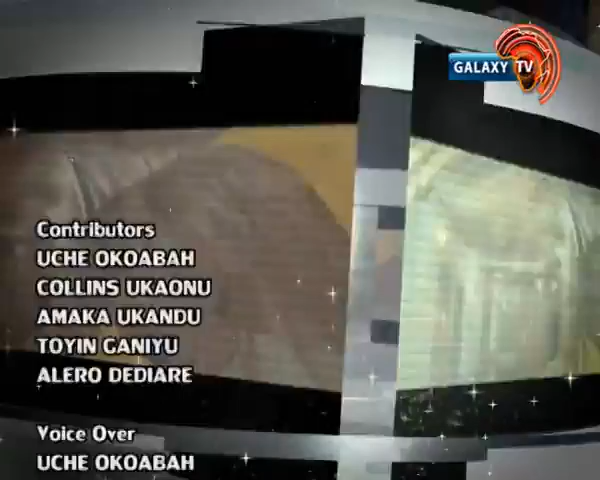 GALAXY TV
Contributors
UCHE OKOABAH
COLLINS UKAONU
AMAKA UKANDU
TOYIN GANIYU
ALERO DEDIARE
Voice Over
UCHE OKOABAH